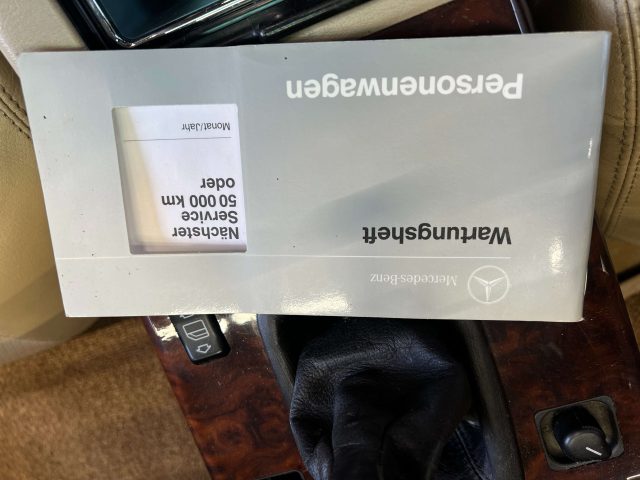 Mercedes-Benz
Wartungsheft
Personenwagen
Nächster
Service
50 000 km
oder
Monat/Jahr